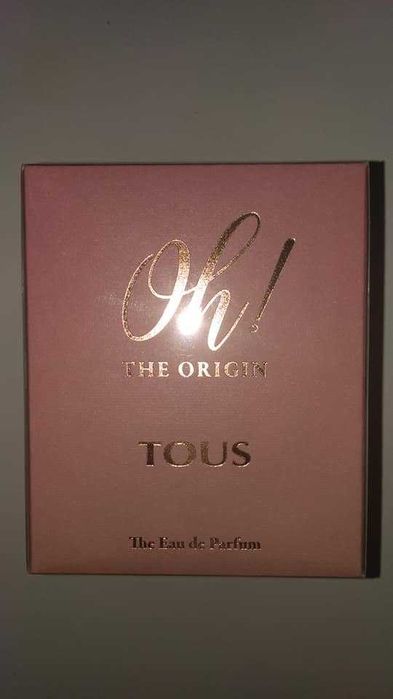 Oh!
THE ORIGIN
TOUS
The Eau de Parfum